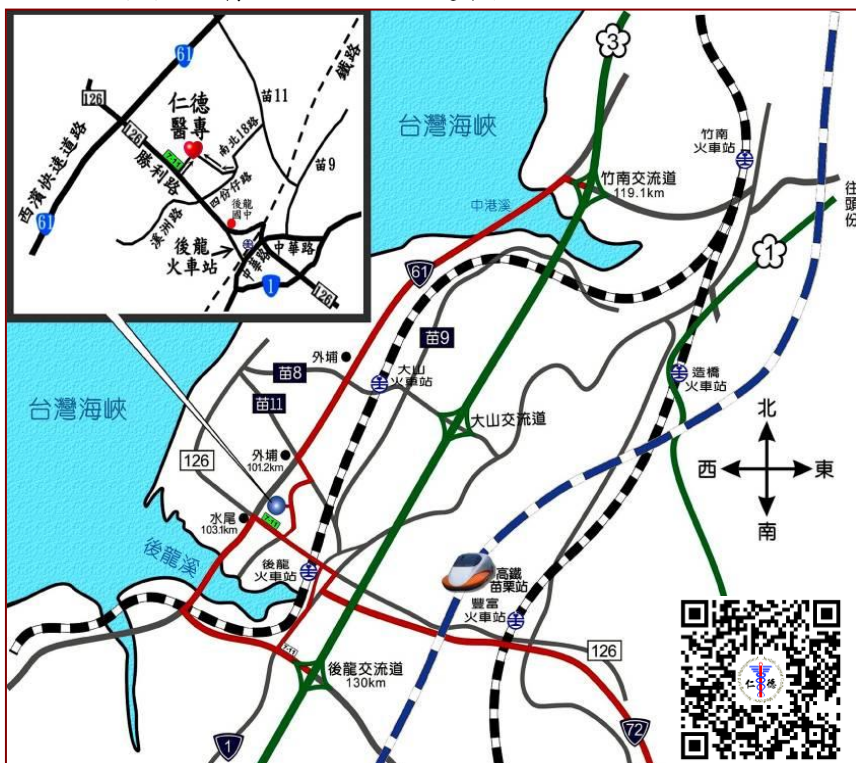 61
126
西濱快速道路
61
126
仁德
醫專
7-11
勝利路
苗11
南北18路
四份仔路
溪洲路
後龍
國中
後龍
火車站
中華路
中華路
1
126
鐵路
苗9
台灣海峽
3
竹南
火車站
竹南交流道
119.1km
中港溪
往頭份
1
61
苗9
台灣海峽
外埔
苗8
大山
火車站
苗11
大山交流道
造橋
火車站
126
外埔
101.2km
水尾
103.1km
7-11
後龍溪
後龍
火車站
北
西
東
南
高鐵
苗栗站
豐富
火車站
126
7-11
後龍交流道
130km
1
72
仁德